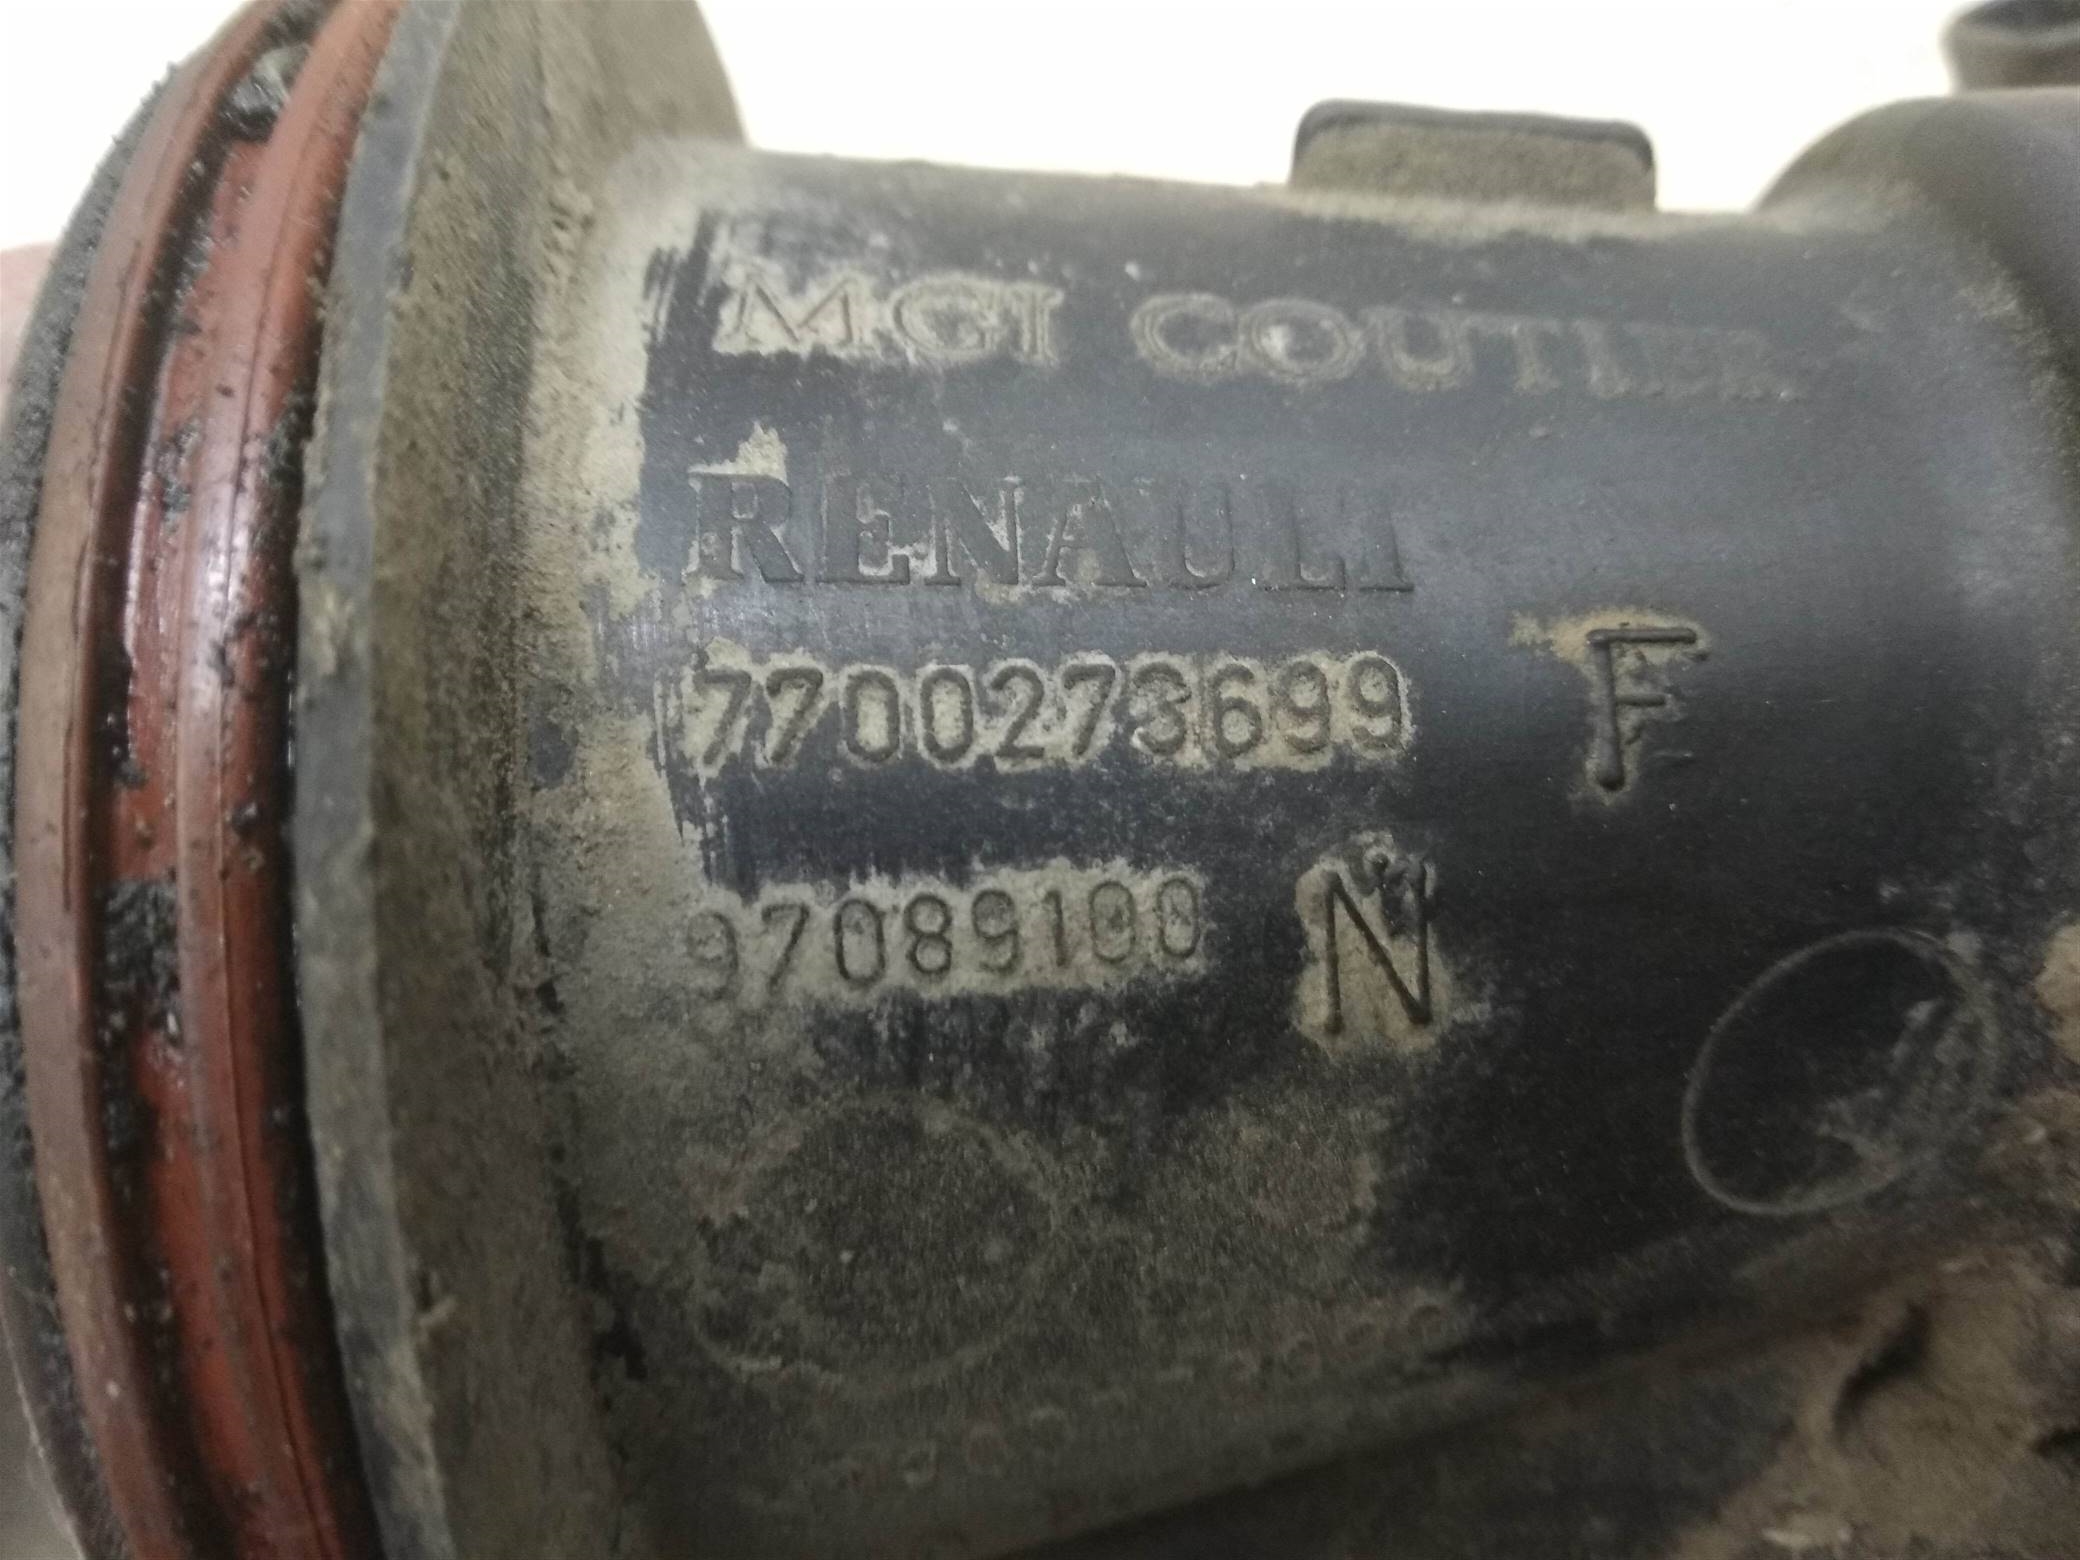 MGI COUTIER
RENAULT
7700273699 F
97089100 N